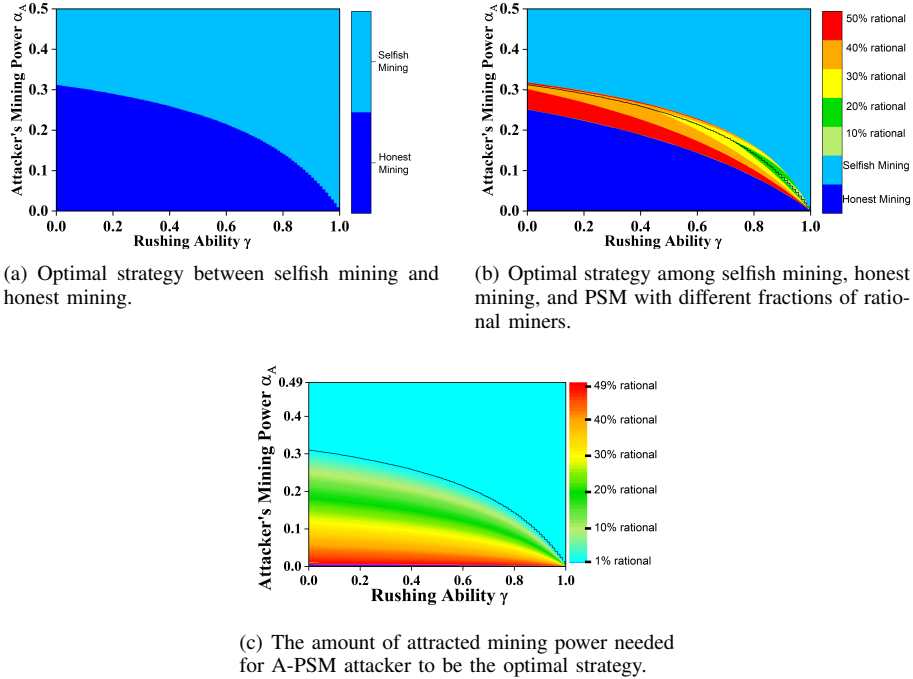 0.5
0.4
0.3
0.2
0.1
0.0
Attacker's Mining Power α_A
0.0 0.2 0.4 0.6 0.8 1.0
Rushing Ability γ
Selfish
Mining
Honest
Mining
(a) Optimal strategy between selfish mining and
honest mining.
0.5
0.4
0.3
0.2
0.1
0.0
Attacker's Mining Power α_A
0.0 0.2 0.4 0.6 0.8 1.0
Rushing Ability γ
50% rational
40% rational
30% rational
20% rational
10% rational
Selfish Mining
Honest Mining
(b) Optimal strategy among selfish mining, honest
mining, and PSM with different fractions of ratio-
nal miners.
0.49
0.4
0.3
0.2
0.1
0.0
Attacker's Mining Power α_A
0.0 0.2 0.4 0.6 0.8 1.0
Rushing Ability γ
49% rational
40% rational
30% rational
20% rational
10% rational
1% rational
(c) The amount of attracted mining power needed
for A-PSM attacker to be the optimal strategy.